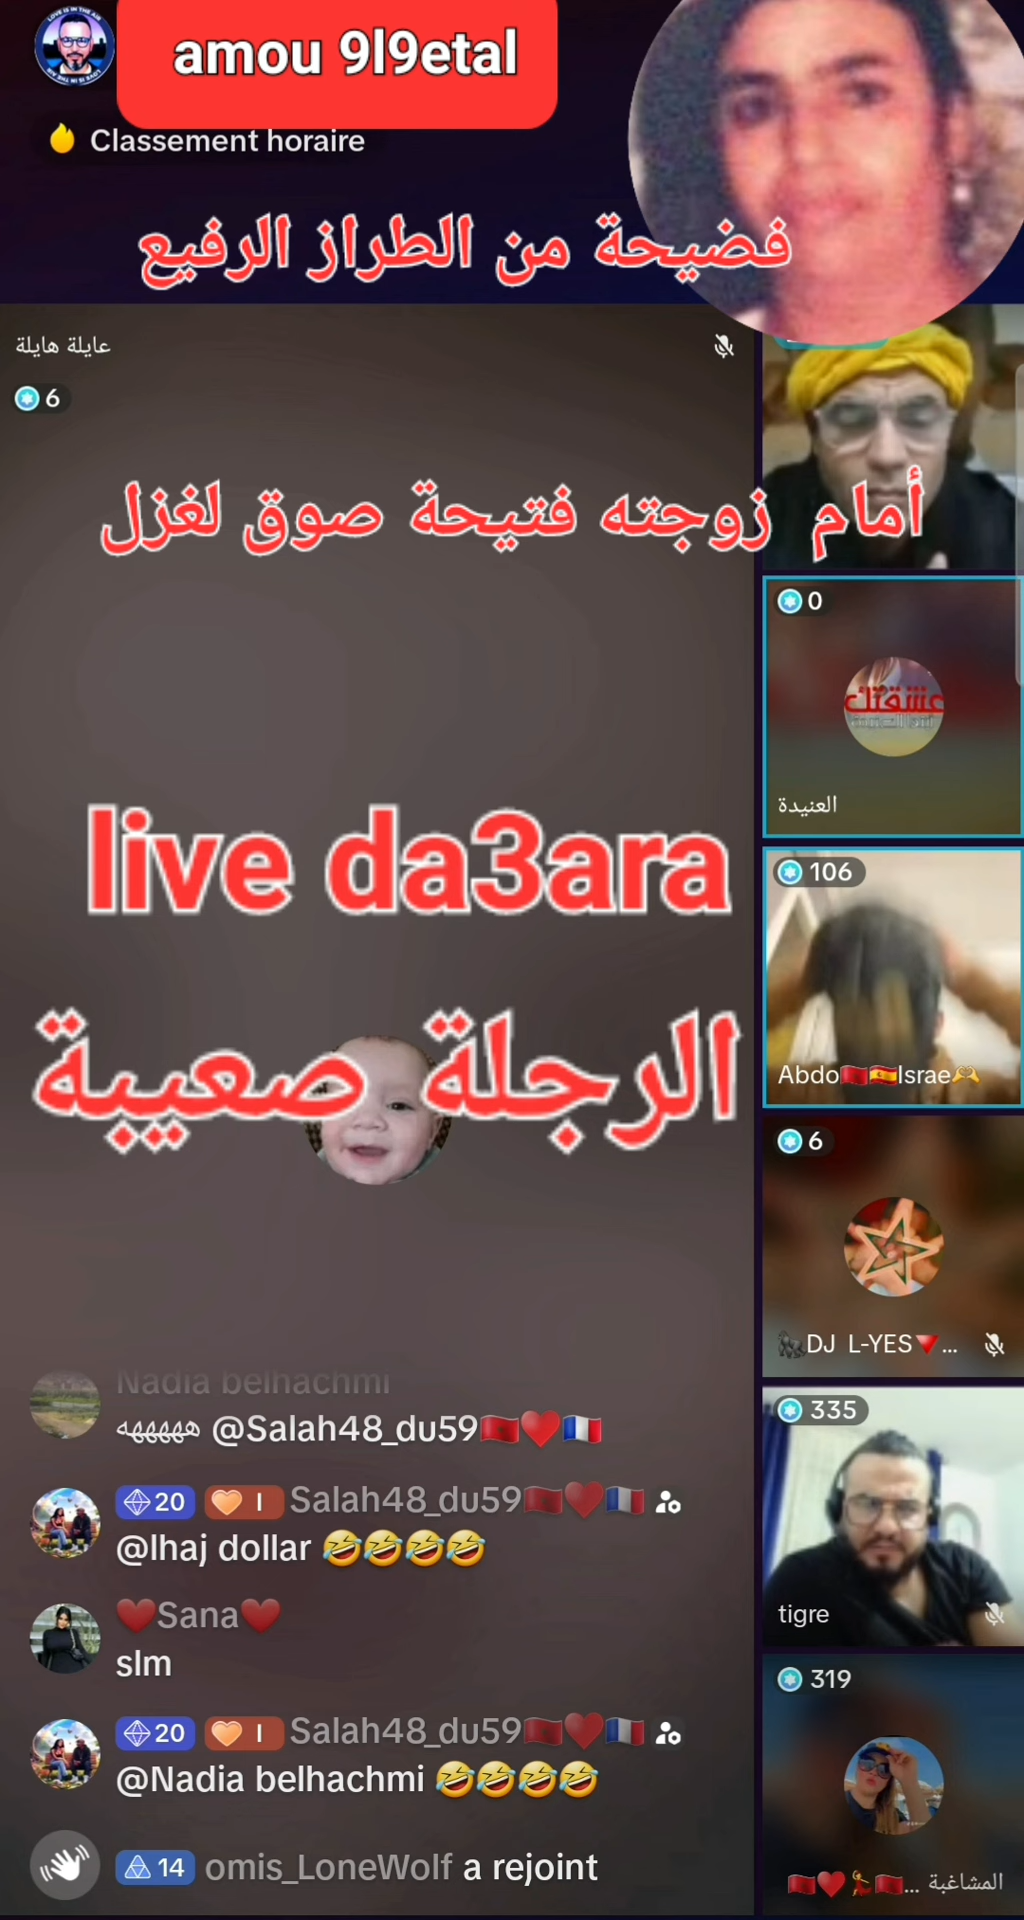 amou 9l9etal
Classement horaire
فضيحة من الطراز الرفيع
عايلة هايلة
6
أمام زوجته فتيحة صوق لغزل
0
عشقتك
العنيدة
live da3ara
106
الرجلة صعيبة
Abdo🇲🇦🇪🇸Israe🫶
6
🦍DJ L-YES🔻...
Nadia belhachmi
هههههه @Salah48_du59🇲🇦❤️🇫🇷
335
20 I Salah48_du59🇲🇦❤️🇫🇷
@lhaj dollar 🤣🤣🤣🤣
❤️Sana❤️
tigre
slm
319
20 I Salah48_du59🇲🇦❤️🇫🇷
@Nadia belhachmi 🤣🤣🤣🤣
14 omis_LoneWolf a rejoint
المشاغبة ...🇲🇦💃❤️🇲🇦